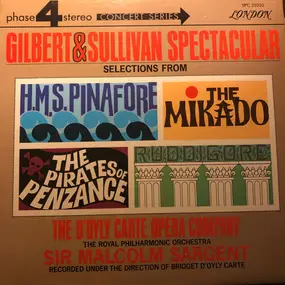 phase 4 stereo CONCERT SERIES
LONDON
GILBERT & SULLIVAN SPECTACULAR
SELECTIONS FROM
H.M.S. PINAFORE
THE
MIKADO
THE
PIRATES OF
PENZANCE
RUDDIGORE
THE D'OYLY CARTE OPERA COMPANY
THE ROYAL PHILHARMONIC ORCHESTRA
SIR MALCOLM SARGENT
RECORDED UNDER THE DIRECTION OF BRIDGET D'OYLY CARTE